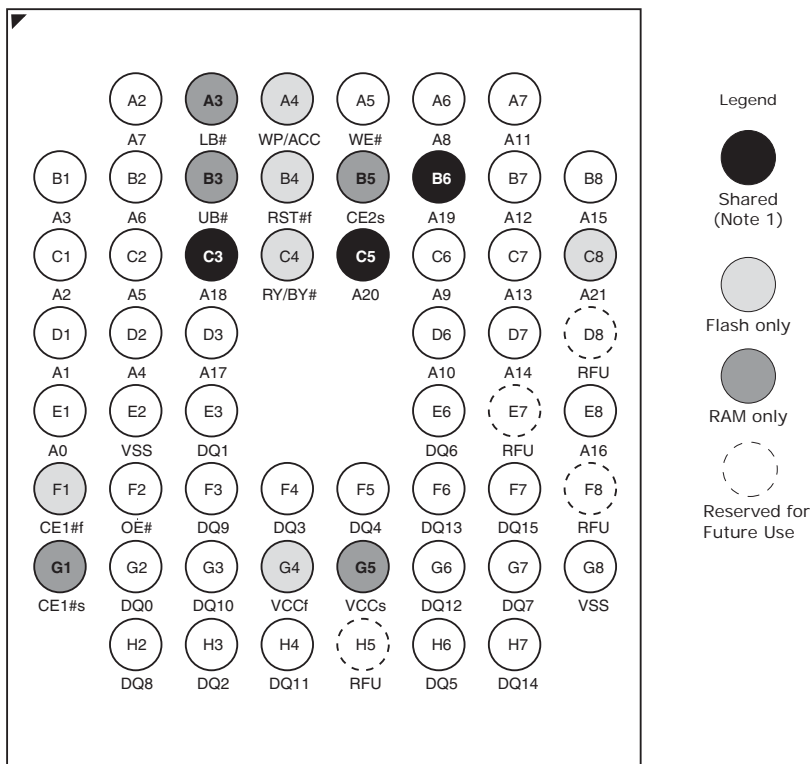 A2 A3 A4 A5 A6 A7
A7 LB# WP/ACC WE# A8 A11
B1 B2 B3 B4 B5 B6 B7 B8
A3 A6 UB# RST#f CE2s A19 A12 A15
C1 C2 C3 C4 C5 C6 C7 C8
A2 A5 A18 RY/BY# A20 A9 A13 A21
D1 D2 D3 D6 D7 D8
A1 A4 A17 A10 A14 RFU
E1 E2 E3 E6 E7 E8
A0 VSS DQ1 DQ6 RFU A16
F1 F2 F3 F4 F5 F6 F7 F8
CE1#f OE# DQ9 DQ3 DQ4 DQ13 DQ15 RFU
G1 G2 G3 G4 G5 G6 G7 G8
CE1#s DQ0 DQ10 VCCf VCCs DQ12 DQ7 VSS
H2 H3 H4 H5 H6 H7
DQ8 DQ2 DQ11 RFU DQ5 DQ14
Legend
Shared
(Note 1)
Flash only
RAM only
Reserved for
Future Use